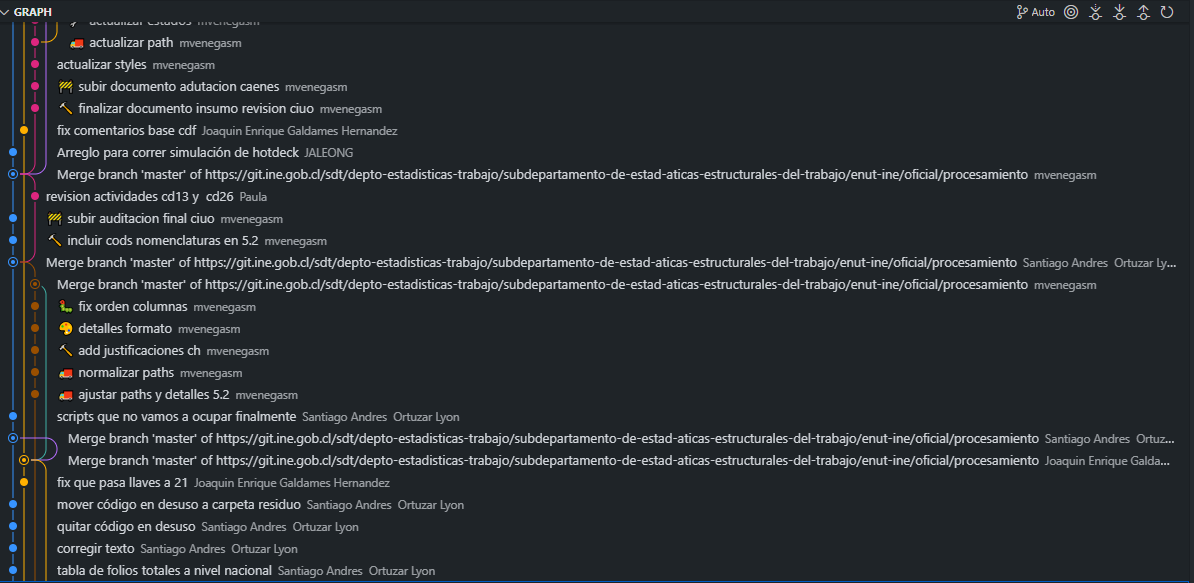 GRAPH
Auto
actualizar estados mvenegasm
actualizar path mvenegasm
actualizar styles mvenegasm
subir documento adutacion caenes mvenegasm
finalizar documento insumo revision ciuo mvenegasm
fix comentarios base cdf Joaquin Enrique Galdames Hernandez
Arreglo para correr simulación de hotdeck JALEONG
Merge branch 'master' of https://git.ine.gob.cl/sdt/depto-estadisticas-trabajo/subdepartamento-de-estad-aticas-estructurales-del-trabajo/enut-ine/oficial/procesamiento mvenegasm
revision actividades cd13 y cd26 Paula
subir auditacion final ciuo mvenegasm
incluir cods nomenclaturas en 5.2 mvenegasm
Merge branch 'master' of https://git.ine.gob.cl/sdt/depto-estadisticas-trabajo/subdepartamento-de-estad-aticas-estructurales-del-trabajo/enut-ine/oficial/procesamiento Santiago Andres Ortuzar Ly...
Merge branch 'master' of https://git.ine.gob.cl/sdt/depto-estadisticas-trabajo/subdepartamento-de-estad-aticas-estructurales-del-trabajo/enut-ine/oficial/procesamiento mvenegasm
fix orden columnas mvenegasm
detalles formato mvenegasm
add justificaciones ch mvenegasm
normalizar paths mvenegasm
ajustar paths y detalles 5.2 mvenegasm
scripts que no vamos a ocupar finalmente Santiago Andres Ortuzar Lyon
Merge branch 'master' of https://git.ine.gob.cl/sdt/depto-estadisticas-trabajo/subdepartamento-de-estad-aticas-estructurales-del-trabajo/enut-ine/oficial/procesamiento Santiago Andres Ortuz...
Merge branch 'master' of https://git.ine.gob.cl/sdt/depto-estadisticas-trabajo/subdepartamento-de-estad-aticas-estructurales-del-trabajo/enut-ine/oficial/procesamiento Joaquin Enrique Galda...
fix que pasa llaves a 21 Joaquin Enrique Galdames Hernandez
mover código en desuso a carpeta residuo Santiago Andres Ortuzar Lyon
quitar código en desuso Santiago Andres Ortuzar Lyon
corregir texto Santiago Andres Ortuzar Lyon
tabla de folios totales a nivel nacional Santiago Andres Ortuzar Lyon